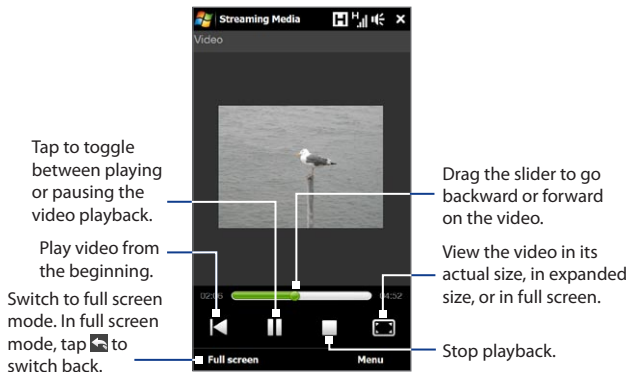 Streaming Media
Video
Tap to toggle
between playing
or pausing the
video playback.
Play video from
the beginning.
Switch to full screen
mode. In full screen
mode, tap to
switch back.
Drag the slider to go
backward or forward
on the video.
View the video in its
actual size, in expanded
size, or in full screen.
Stop playback.
02:06
04:52
Full screen
Menu